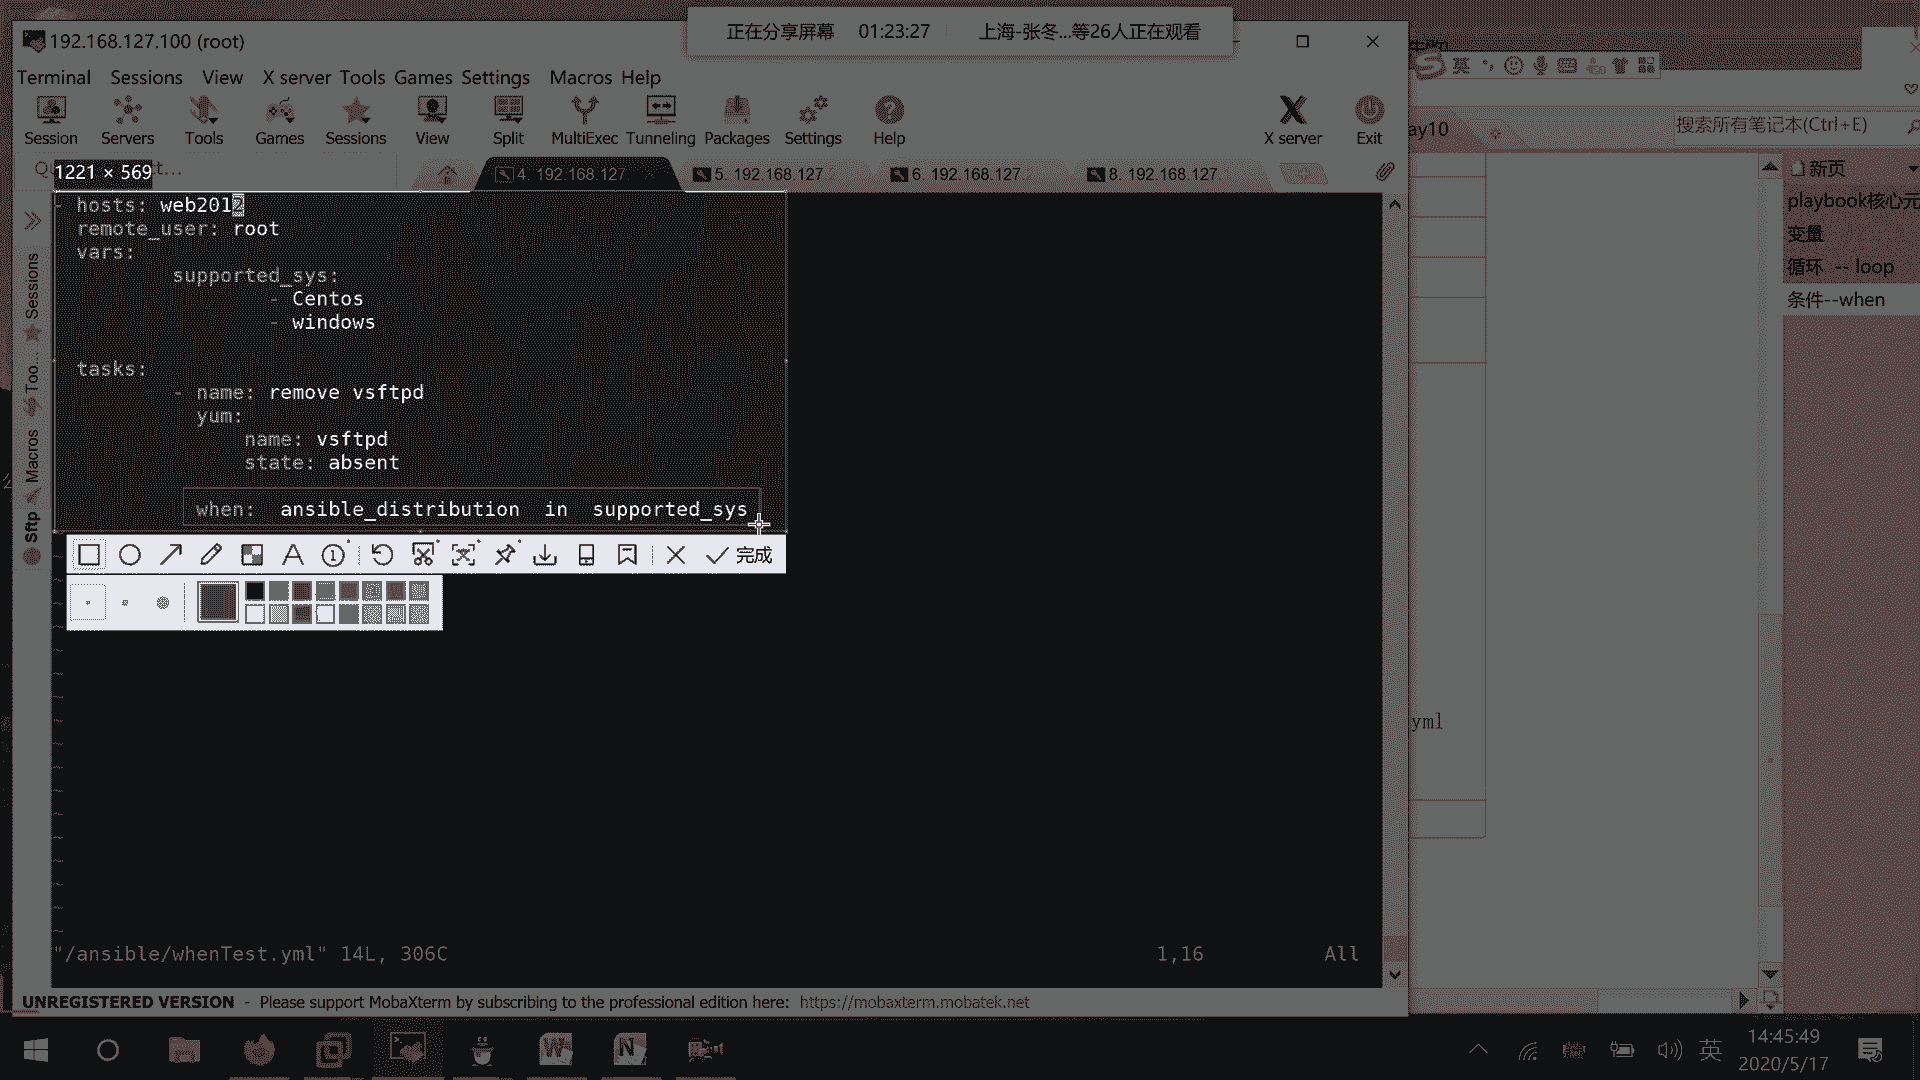 正在分享屏幕 01:23:27 上海-张冬...等26人正在观看
192.168.127.100 (root)
Terminal Sessions View X server Tools Games Settings Macros Help
英
Session Servers Tools Games Sessions View Split MultiExec Tunneling Packages Settings Help X server Exit
ay10
搜索所有笔记本(Ctrl+E)
1221 × 569
4. 192.168.127
5. 192.168.127.
6. 192.168.127.
8. 192.168.127.
新页
playbook核心元
变量
循环 -- loop
条件--when
Sessions
Too...
Macros
Sftp
- hosts: web2012
remote_user: root
vars:
supported_sys:
- Centos
- windows
tasks:
- name: remove vsftpd
yum:
name: vsftpd
state: absent
when: ansible_distribution in supported_sys
完成
yml
"/ansible/whenTest.yml" 14L, 306C 1,16 All
UNREGISTERED VERSION - Please support MobaXterm by subscribing to the professional edition here: https://mobaxterm.mobatek.net
英
14:45:49
2020/5/17